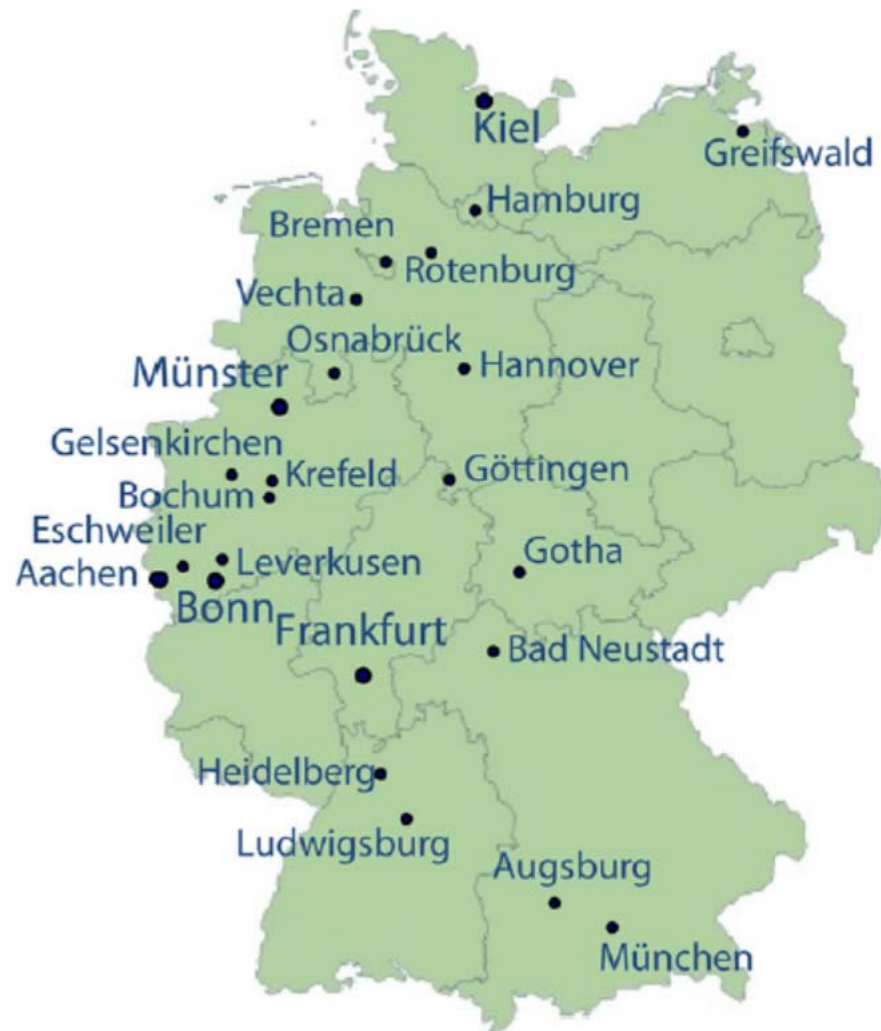 Kiel
Greifswald
Hamburg
Bremen
Rotenburg
Vechta
Osnabrück
Hannover
Münster
Gelsenkirchen
Krefeld
Göttingen
Bochum
Eschweiler
Gotha
Leverkusen
Aachen
Bonn
Frankfurt
Bad Neustadt
Heidelberg
Ludwigsburg
Augsburg
München